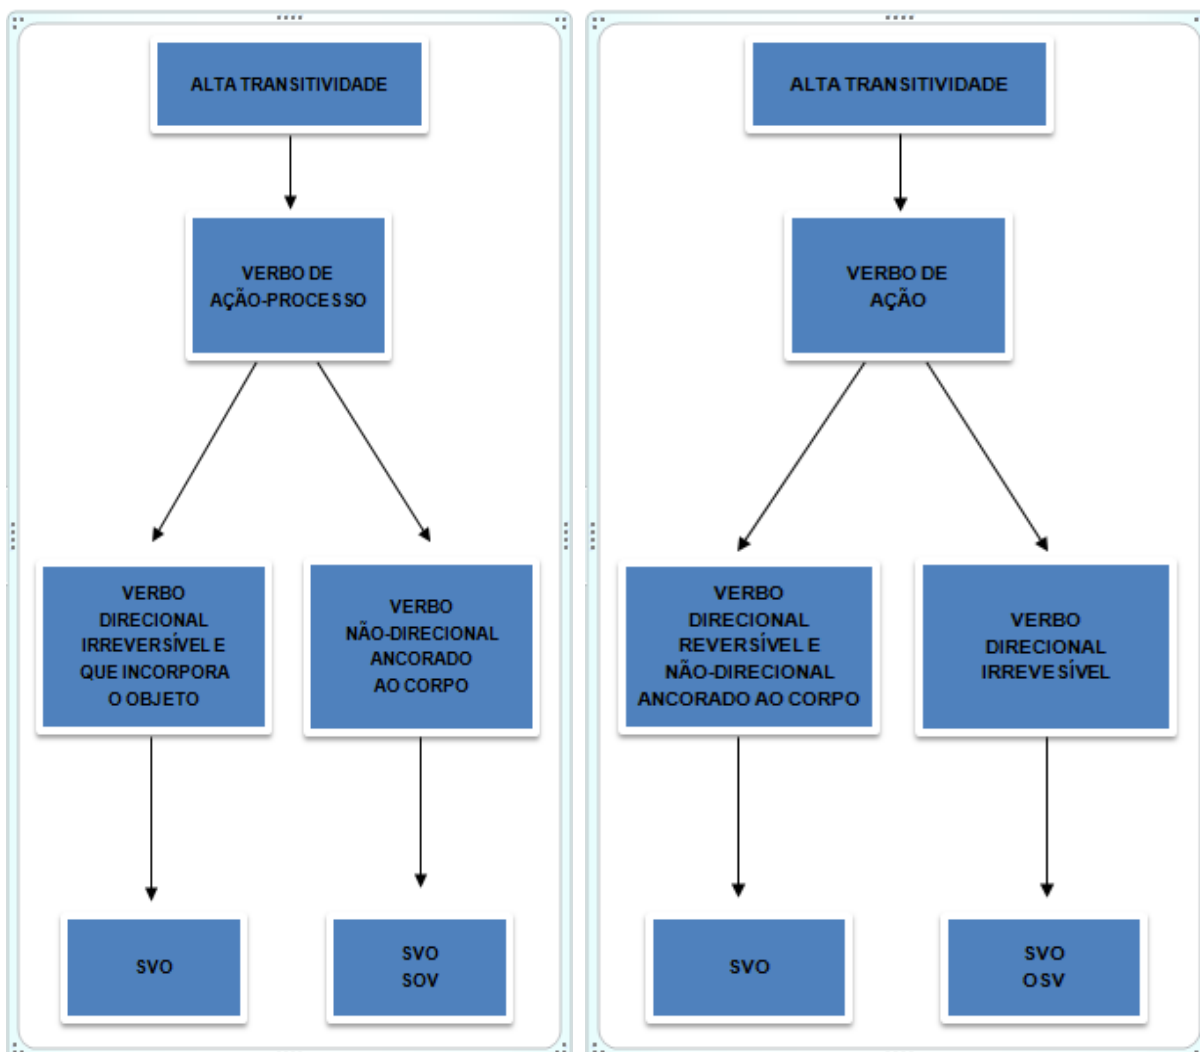 ALTA TRANSITIVIDADE
VERBO DE
AÇÃO-PROCESSO
VERBO
DIRECIONAL
IRREVERSÍVEL E
QUE INCORPORA
O OBJETO
VERBO
NÃO-DIRECIONAL
ANCORADO
AO CORPO
SVO
SVO
SOV
ALTA TRANSITIVIDADE
VERBO DE
AÇÃO
VERBO
DIRECIONAL
REVERSÍVEL E
NÃO-DIRECIONAL
ANCORADO AO CORPO
VERBO
DIRECIONAL
IRREVESÍVEL
SVO
SVO
OSV